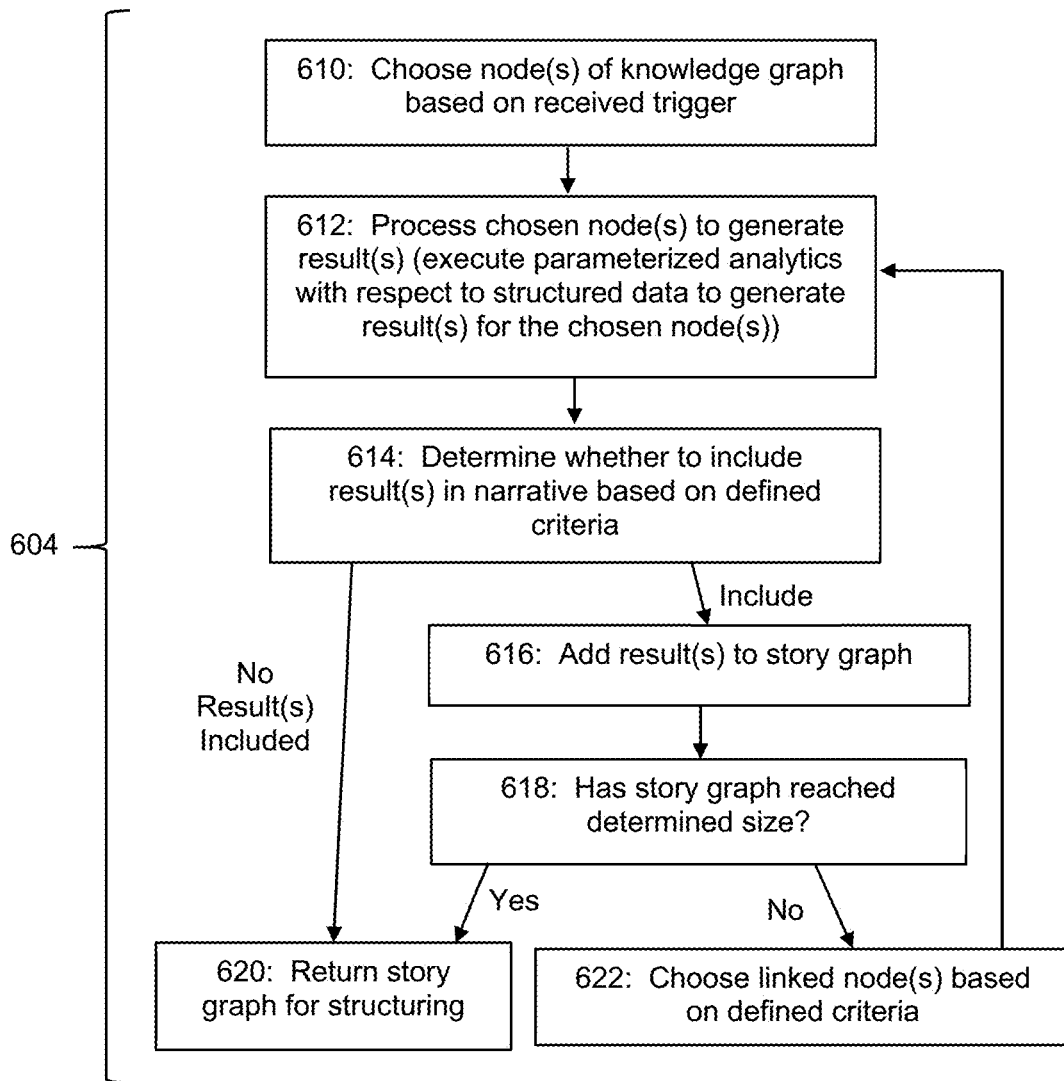 610: Choose node(s) of knowledge graph
based on received trigger
612: Process chosen node(s) to generate
result(s) (execute parameterized analytics
with respect to structured data to generate
result(s) for the chosen node(s))
614: Determine whether to include
result(s) in narrative based on defined
criteria
604
Include
616: Add result(s) to story graph
No
Result(s)
Included
618: Has story graph reached
determined size?
Yes
No
620: Return story
graph for structuring
622: Choose linked node(s) based
on defined criteria